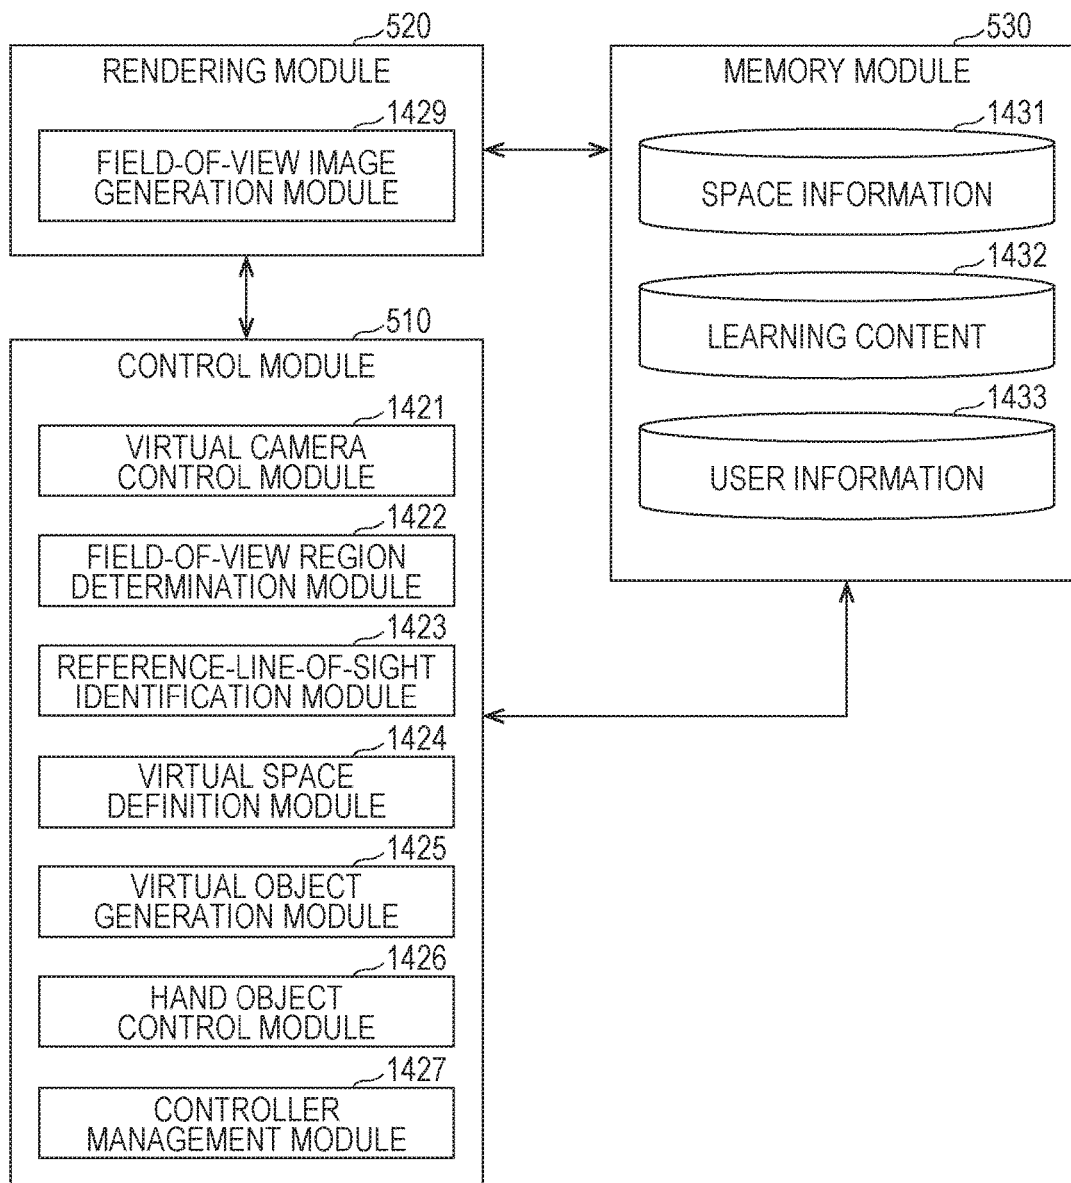 520
RENDERING MODULE
1429
FIELD-OF-VIEW IMAGE
GENERATION MODULE
530
MEMORY MODULE
1431
SPACE INFORMATION
1432
LEARNING CONTENT
1433
USER INFORMATION
510
CONTROL MODULE
1421
VIRTUAL CAMERA
CONTROL MODULE
1422
FIELD-OF-VIEW REGION
DETERMINATION MODULE
1423
REFERENCE-LINE-OF-SIGHT
IDENTIFICATION MODULE
1424
VIRTUAL SPACE
DEFINITION MODULE
1425
VIRTUAL OBJECT
GENERATION MODULE
1426
HAND OBJECT
CONTROL MODULE
1427
CONTROLLER
MANAGEMENT MODULE